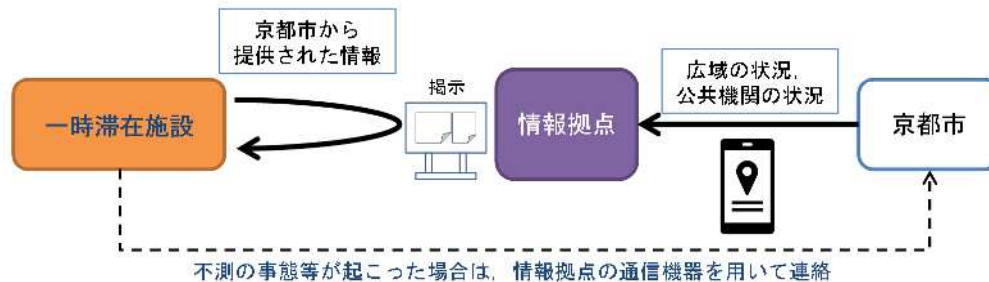 京都市から
提供された情報
掲示
広域の状況，
公共機関の状況
一時滞在施設
情報拠点
京都市
不測の事態等が起こった場合は，情報拠点の通信機器を用いて連絡